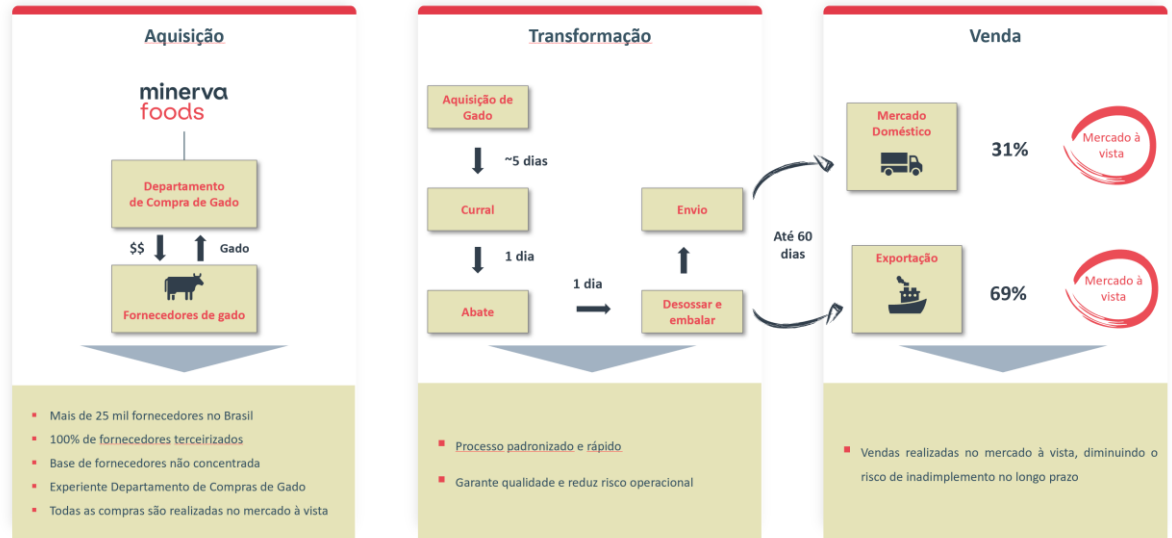 Aquisição
minerva
foods
Departamento
de Compra de Gado
$$
Gado
Fornecedores de gado
Mais de 25 mil fornecedores no Brasil
100% de fornecedores terceirizados
Base de fornecedores não concentrada
Experiente Departamento de Compras de Gado
Todas as compras são realizadas no mercado à vista
Transformação
Aquisição de
Gado
~5 dias
Curral
1 dia
Abate
1 dia
Desossar e
embalar
Envio
Até 60
dias
Processo padronizado e rápido
Garante qualidade e reduz risco operacional
Venda
Mercado
Doméstico
31%
Mercado à
vista
Exportação
69%
Mercado à
vista
Vendas realizadas no mercado à vista, diminuindo o
risco de inadimplemento no longo prazo